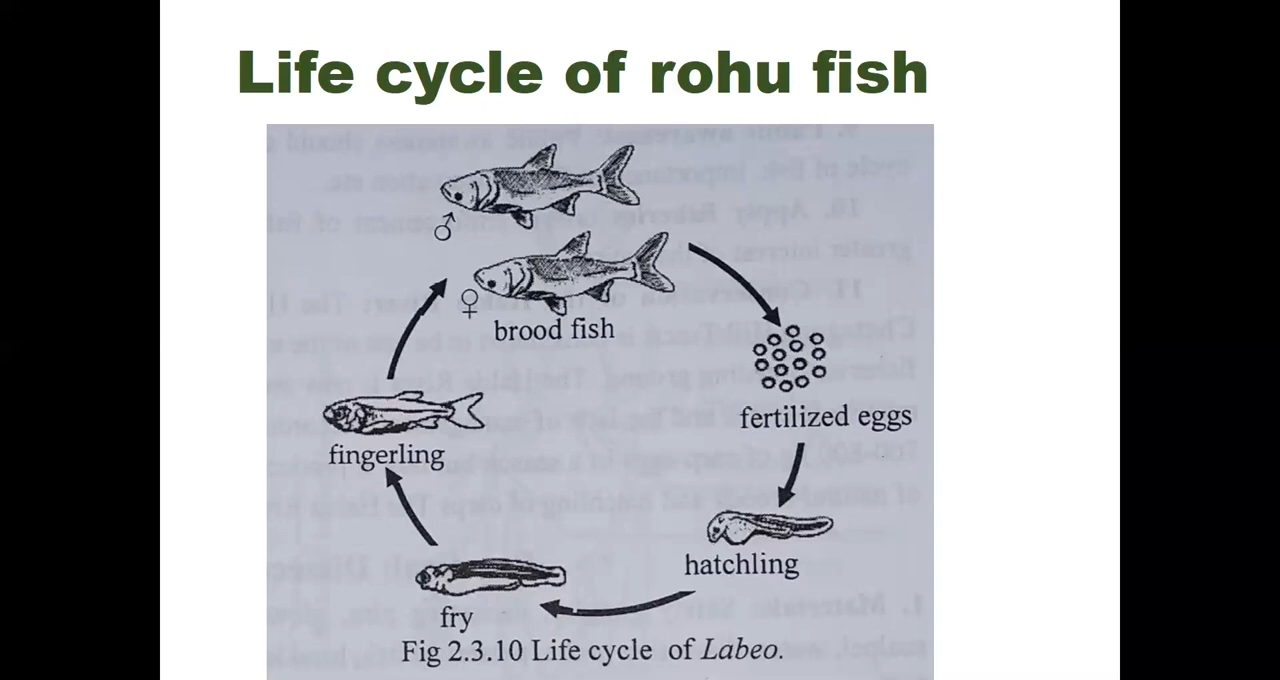 Life cycle of rohu fish
♂
♀
brood fish
fertilized eggs
hatchling
fry
fingerling
Fig 2.3.10 Life cycle of Labeo.